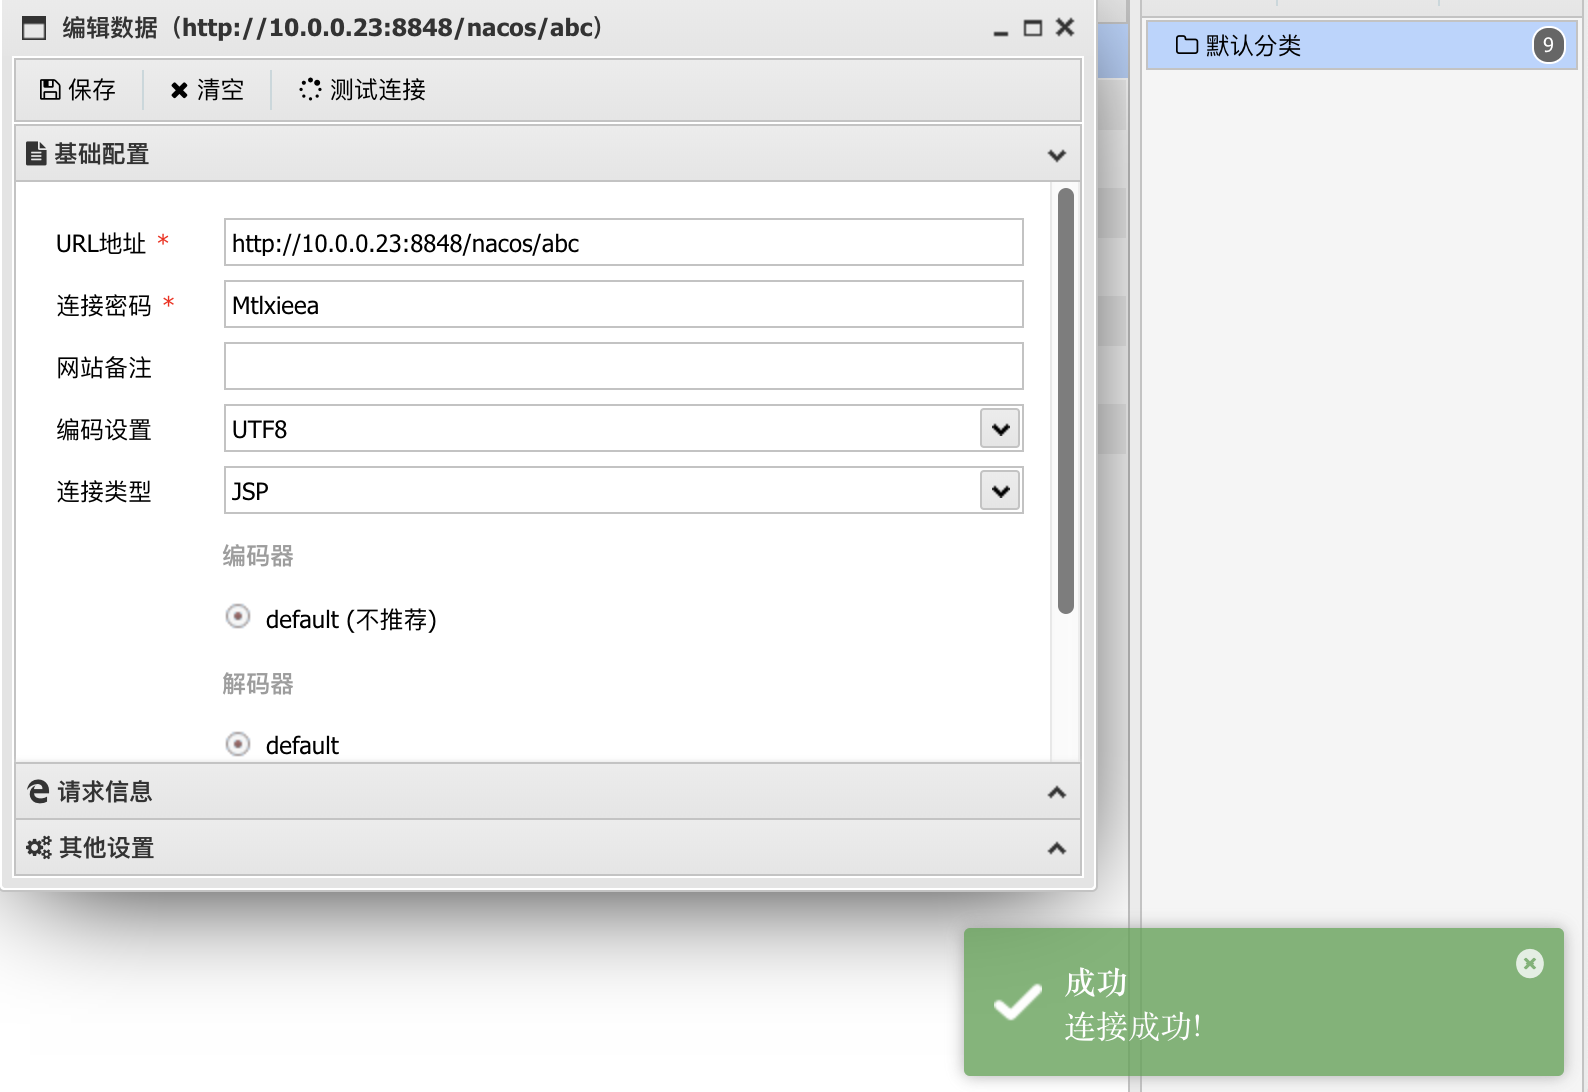 编辑数据（http://10.0.0.23:8848/nacos/abc）
保存 清空 测试连接
基础配置
URL地址 * http://10.0.0.23:8848/nacos/abc
连接密码 * Mtlxieea
网站备注
编码设置 UTF8
连接类型 JSP
编码器
default (不推荐)
解码器
default
请求信息
其他设置
默认分类 9
成功
连接成功!